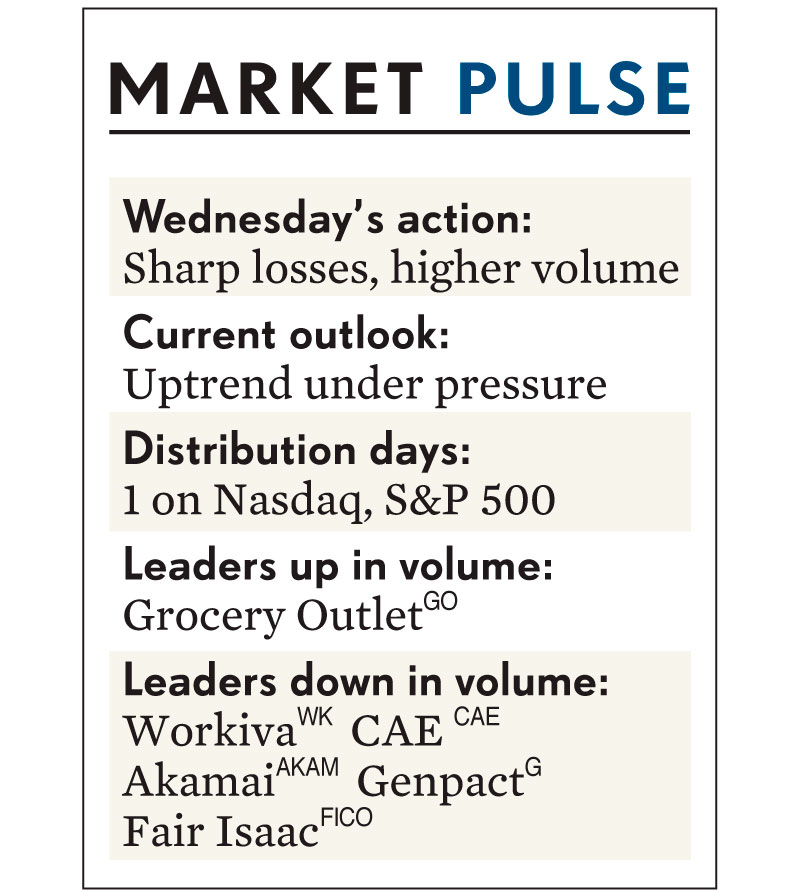 MARKET PULSE
Wednesday’s action:
Sharp losses, higher volume
Current outlook:
Uptrend under pressure
Distribution days:
1 on Nasdaq, S&P 500
Leaders up in volume:
Grocery Outlet GO
Leaders down in volume:
Workiva WK CAE CAE
Akamai AKAM Genpact G
Fair Isaac FICO